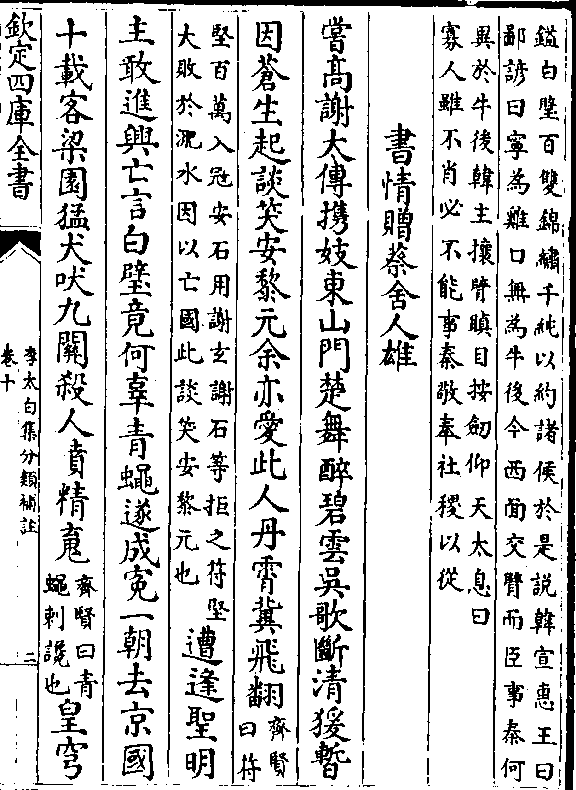 鎰白璧百雙錦繡千純以約諸侯於是説韓宣惠王曰
鄙諺曰寧為雞口無為牛後今西面交臂而臣事秦何
異於牛後韓主攘臂瞋目按劒仰天太息曰
寡人雖不肖必不能事秦敬奉社稷以從
書情贈蔡舍人雄
嘗高謝太傅携妓東山門楚舞醉碧雲吳歌斷清猨暫
因蒼生起談笑安黎元余亦愛此人丹霄冀飛翻
齊賢
曰符
堅百萬入冦安石用謝玄謝石等拒之符堅
大敗於淝水因以亡國此談笑安黎元也
遭逢聖明
主敢進興亡言白璧竟何辜青蠅遂成寃一朝去京國
十載客梁園猛犬吠九關殺人憤精䰟
齊賢曰青
蠅刺讒也
皇穹
欽定四庫全書
李太白集分類補註
卷十
二